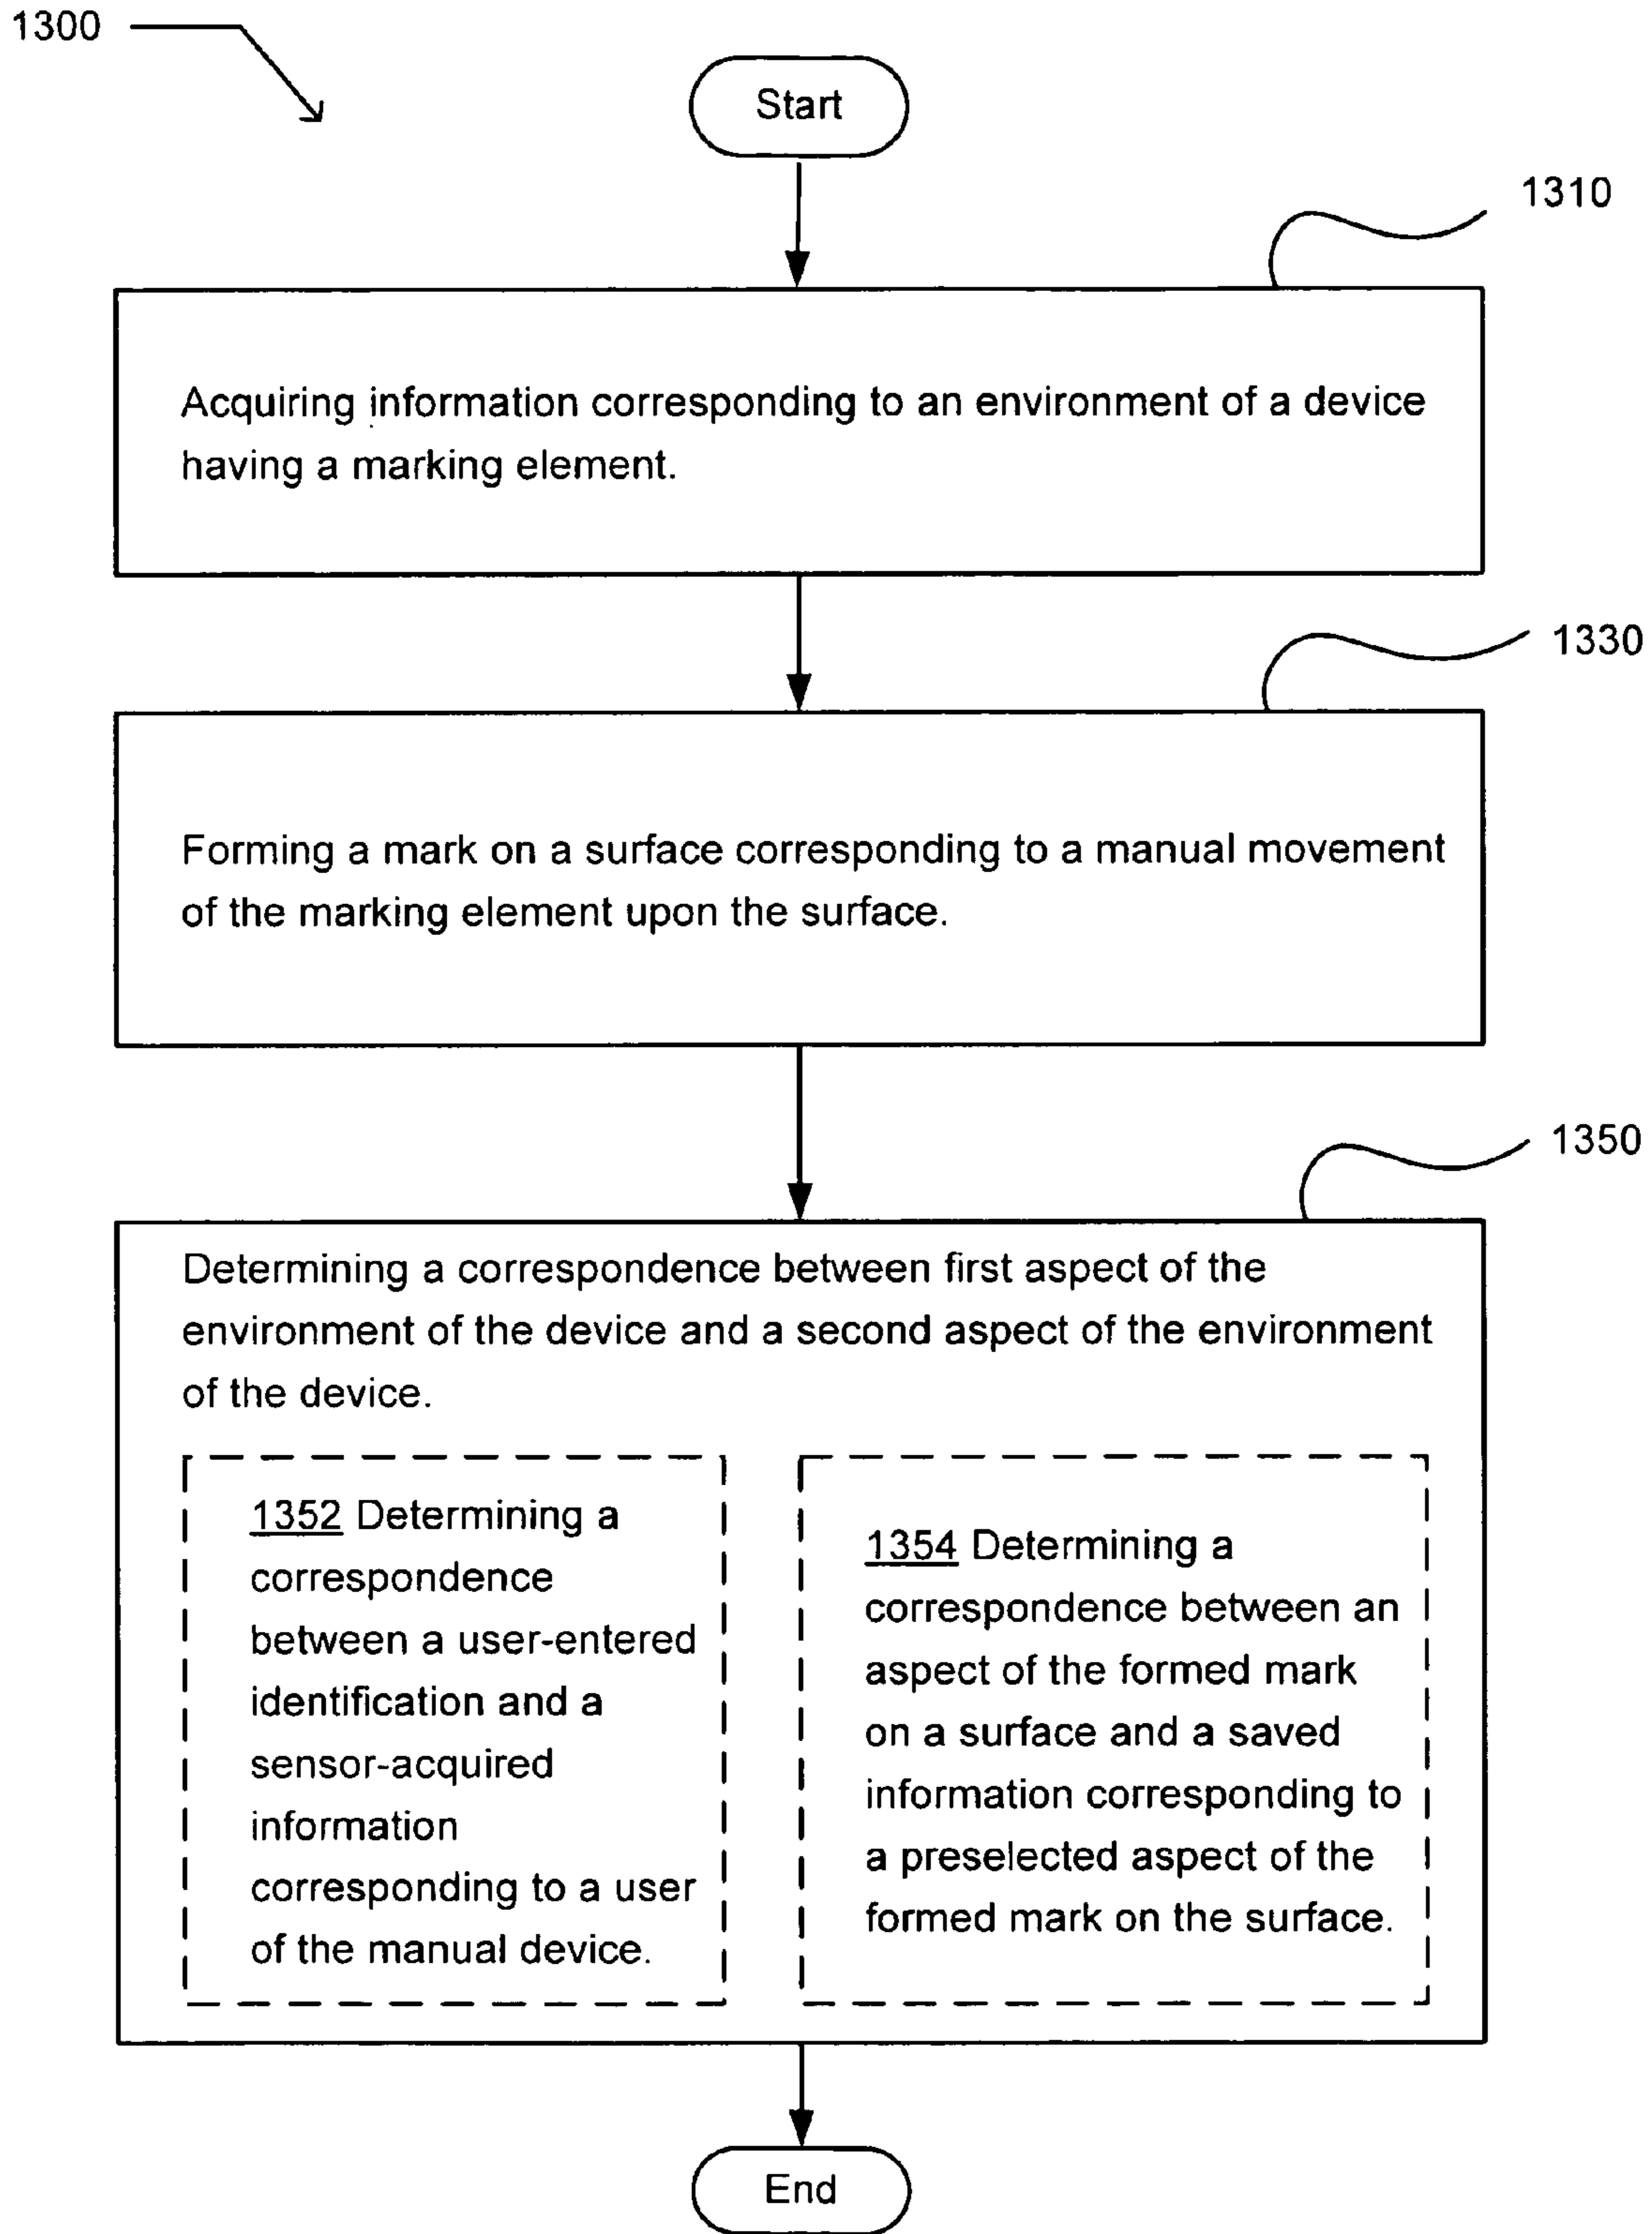 1300
Start
1310
Acquiring information corresponding to an environment of a device
having a marking element.
1330
Forming a mark on a surface corresponding to a manual movement
of the marking element upon the surface.
1350
Determining a correspondence between first aspect of the
environment of the device and a second aspect of the environment
of the device.
1352 Determining a
correspondence
between a user-entered
identification and a
sensor-acquired
information
corresponding to a user
of the manual device.
1354 Determining a
correspondence between an
aspect of the formed mark
on a surface and a saved
information corresponding to
a preselected aspect of the
formed mark on the surface.
End